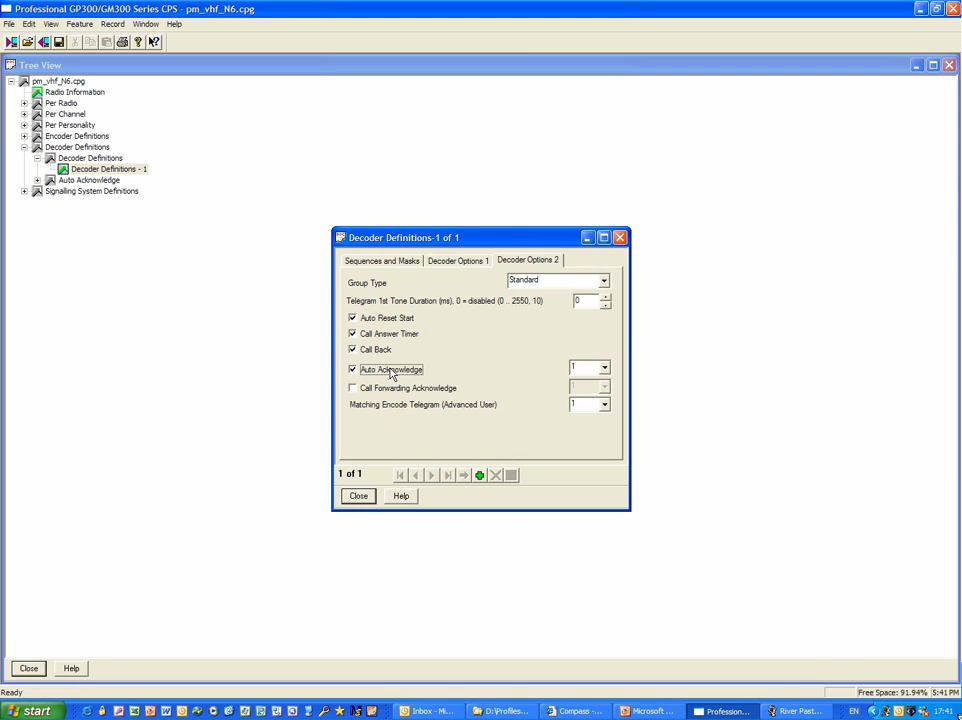 Professional GP300/GM300 Series CPS - pm_vhf_N6.cpg
File Edit View Feature Record Window Help
Tree View
pm_vhf_N6.cpg
Radio Information
Per Radio
Per Channel
Per Personality
Encoder Definitions
Decoder Definitions
Decoder Definitions
Decoder Definitions - 1
Auto Acknowledge
Signalling System Definitions
Decoder Definitions-1 of 1
Sequences and Masks Decoder Options 1 Decoder Options 2
Group Type Standard
Telegram 1st Tone Duration (ms), 0 = disabled (0 .. 2550, 10) 0
Auto Reset Start
Call Answer Timer
Call Back
Auto Acknowledge 1
Call Forwarding Acknowledge 1
Matching Encode Telegram (Advanced User) 1
1 of 1
Close Help
Close Help
Ready Free Space: 91.94% 5:41 PM
start Inbox - Mi... D:\Profiles... Compass -... Microsoft ... Profession... River Past... EN 17:41